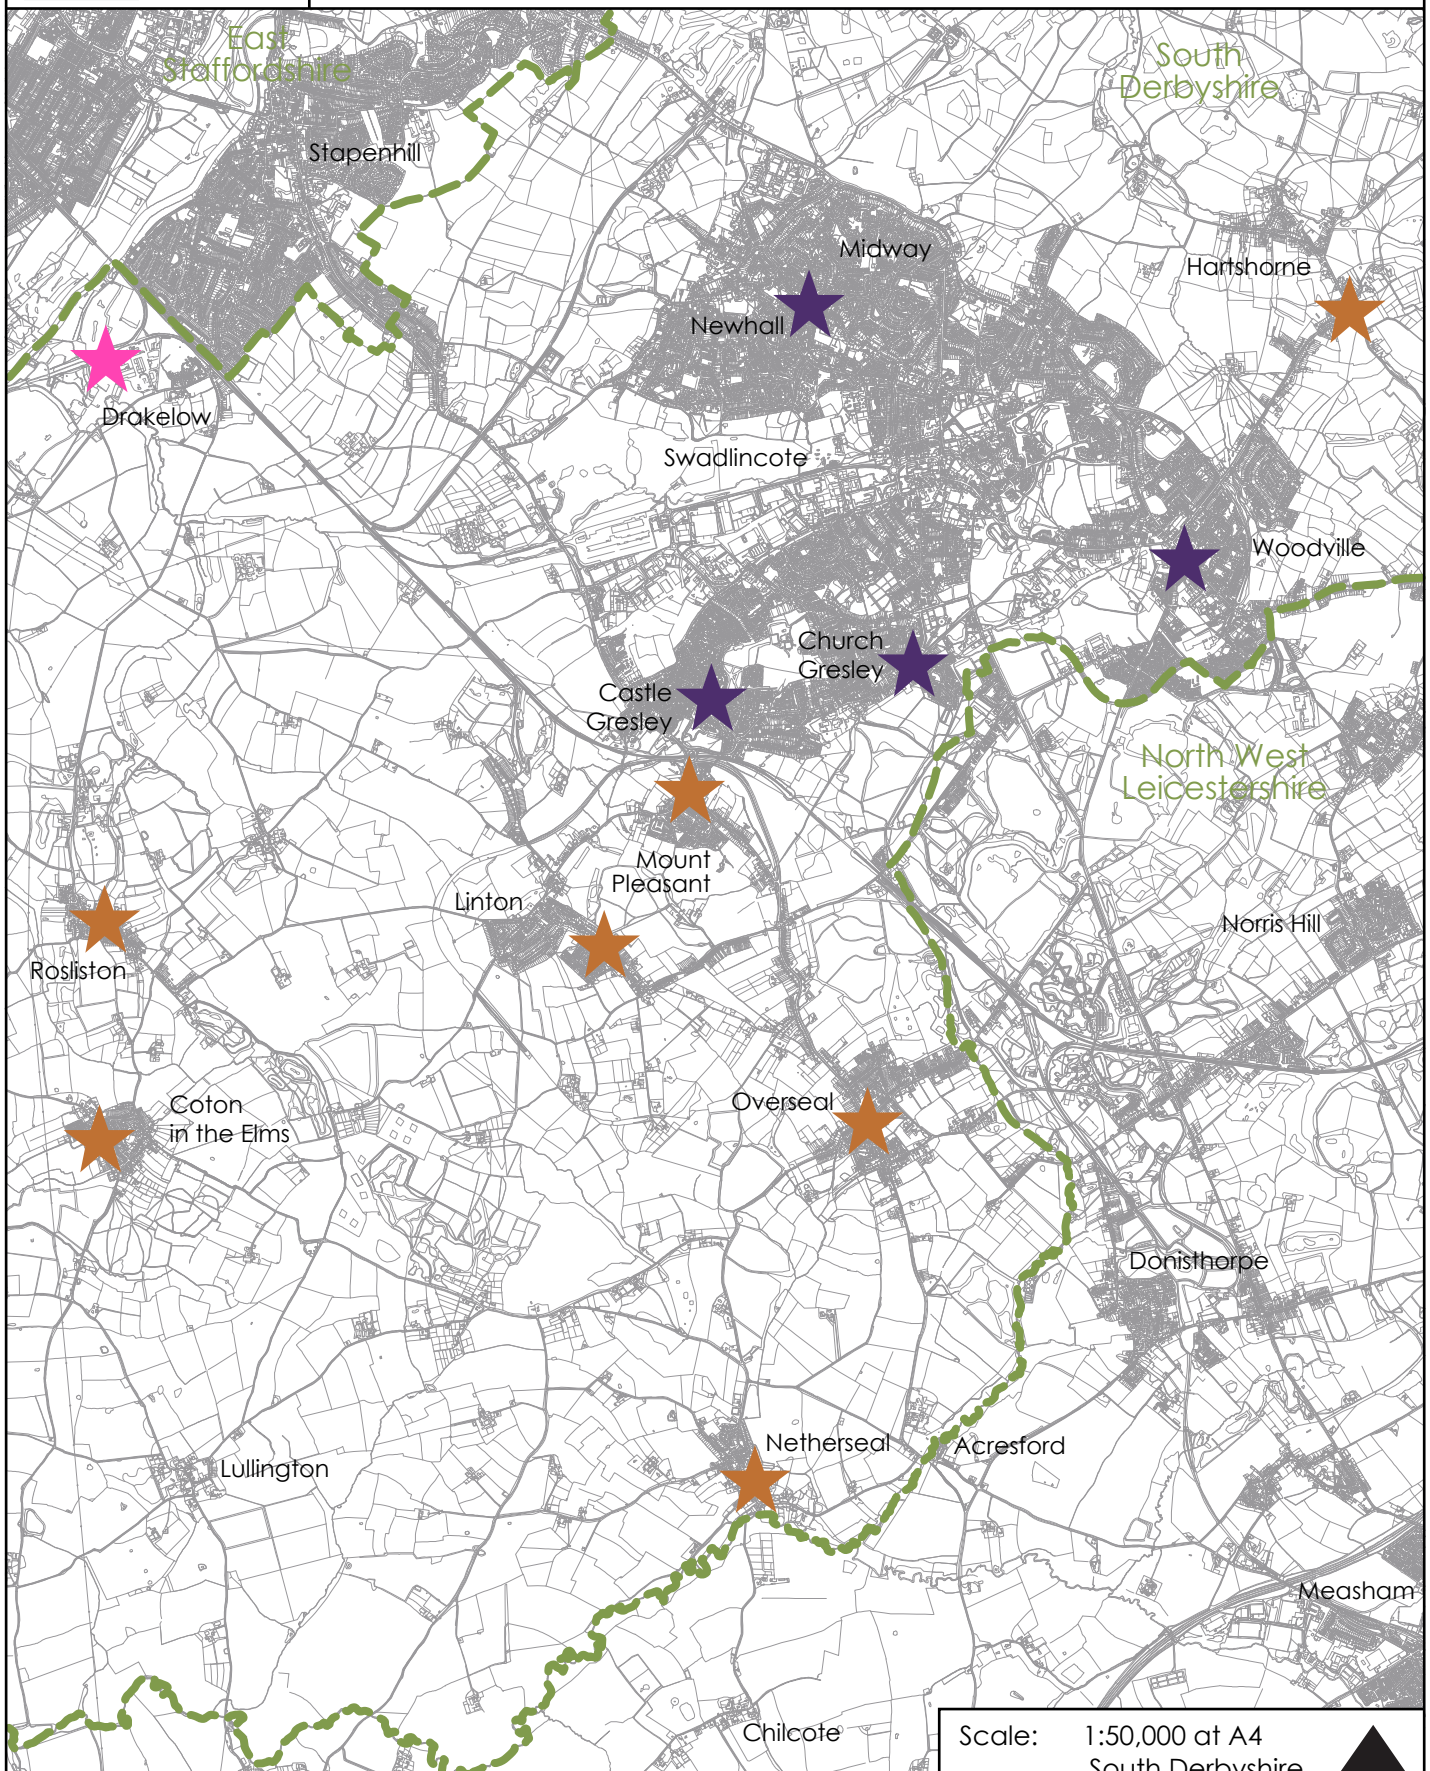 East
Staffordshire
South
Derbyshire
Stapenhill
Midway
Hartshorne
Newhall
Drakelow
Swadlincote
Woodville
Church
Gresley
Castle
Gresley
North West
Leicestershire
Mount
Pleasant
Linton
Norris Hill
Rosliston
Overseal
Coton
in the Elms
Donisthorpe
Netherseal
Acresford
Lullington
Measham
Chilcote
Scale: 1:50,000 at A4
South Derbyshire